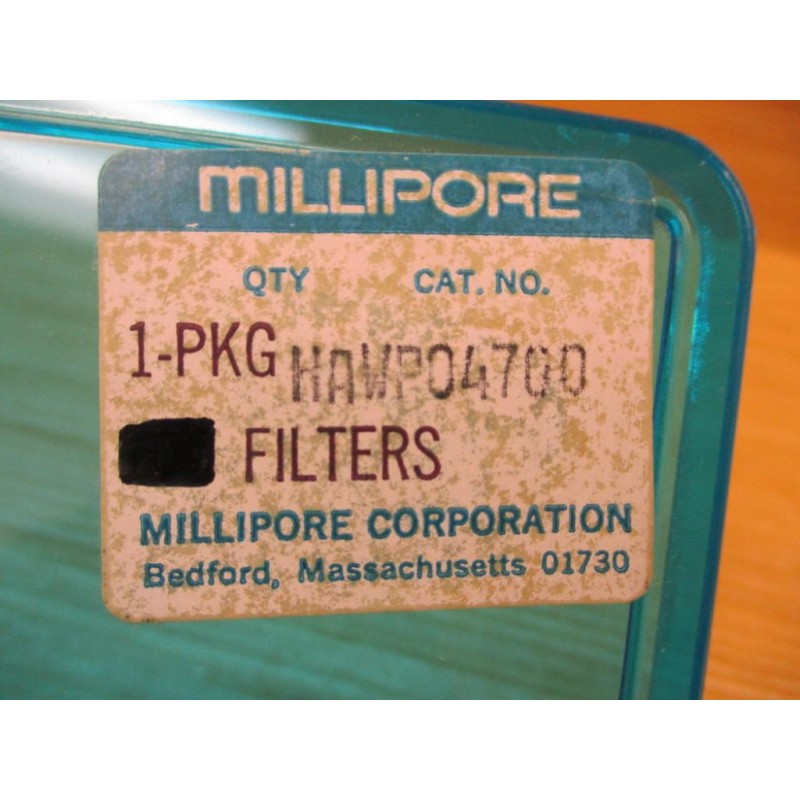 MILLIPORE
QTY CAT. NO.
1-PKG HAWP04700
FILTERS
MILLIPORE CORPORATION
Bedford, Massachusetts 01730